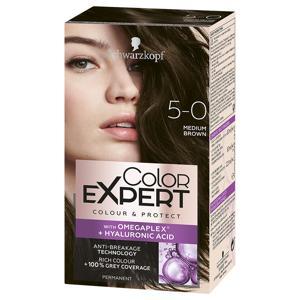 Schwarzkopf
5-0
MEDIUM
BROWN
COLOR
EXPERT
COLOUR & PROTECT
WITH OMEGAPLEX®
+ HYALURONIC ACID
ANTI-BREAKAGE
TECHNOLOGY
RICH COLOUR
+100% GREY COVERAGE
PERMANENT